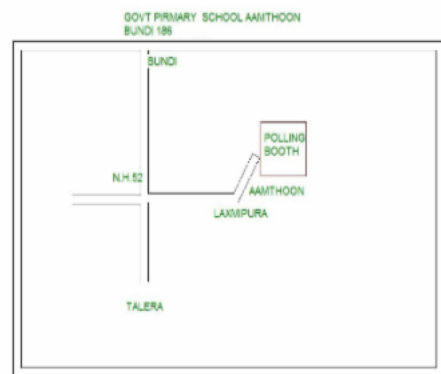 GOVT PIRMARY SCHOOL AAMTHOON
BUNDI 186
BUNDI
POLLING
BOOTH
N.H.52
AAMTHOON
LAXMIPURA
TALERA